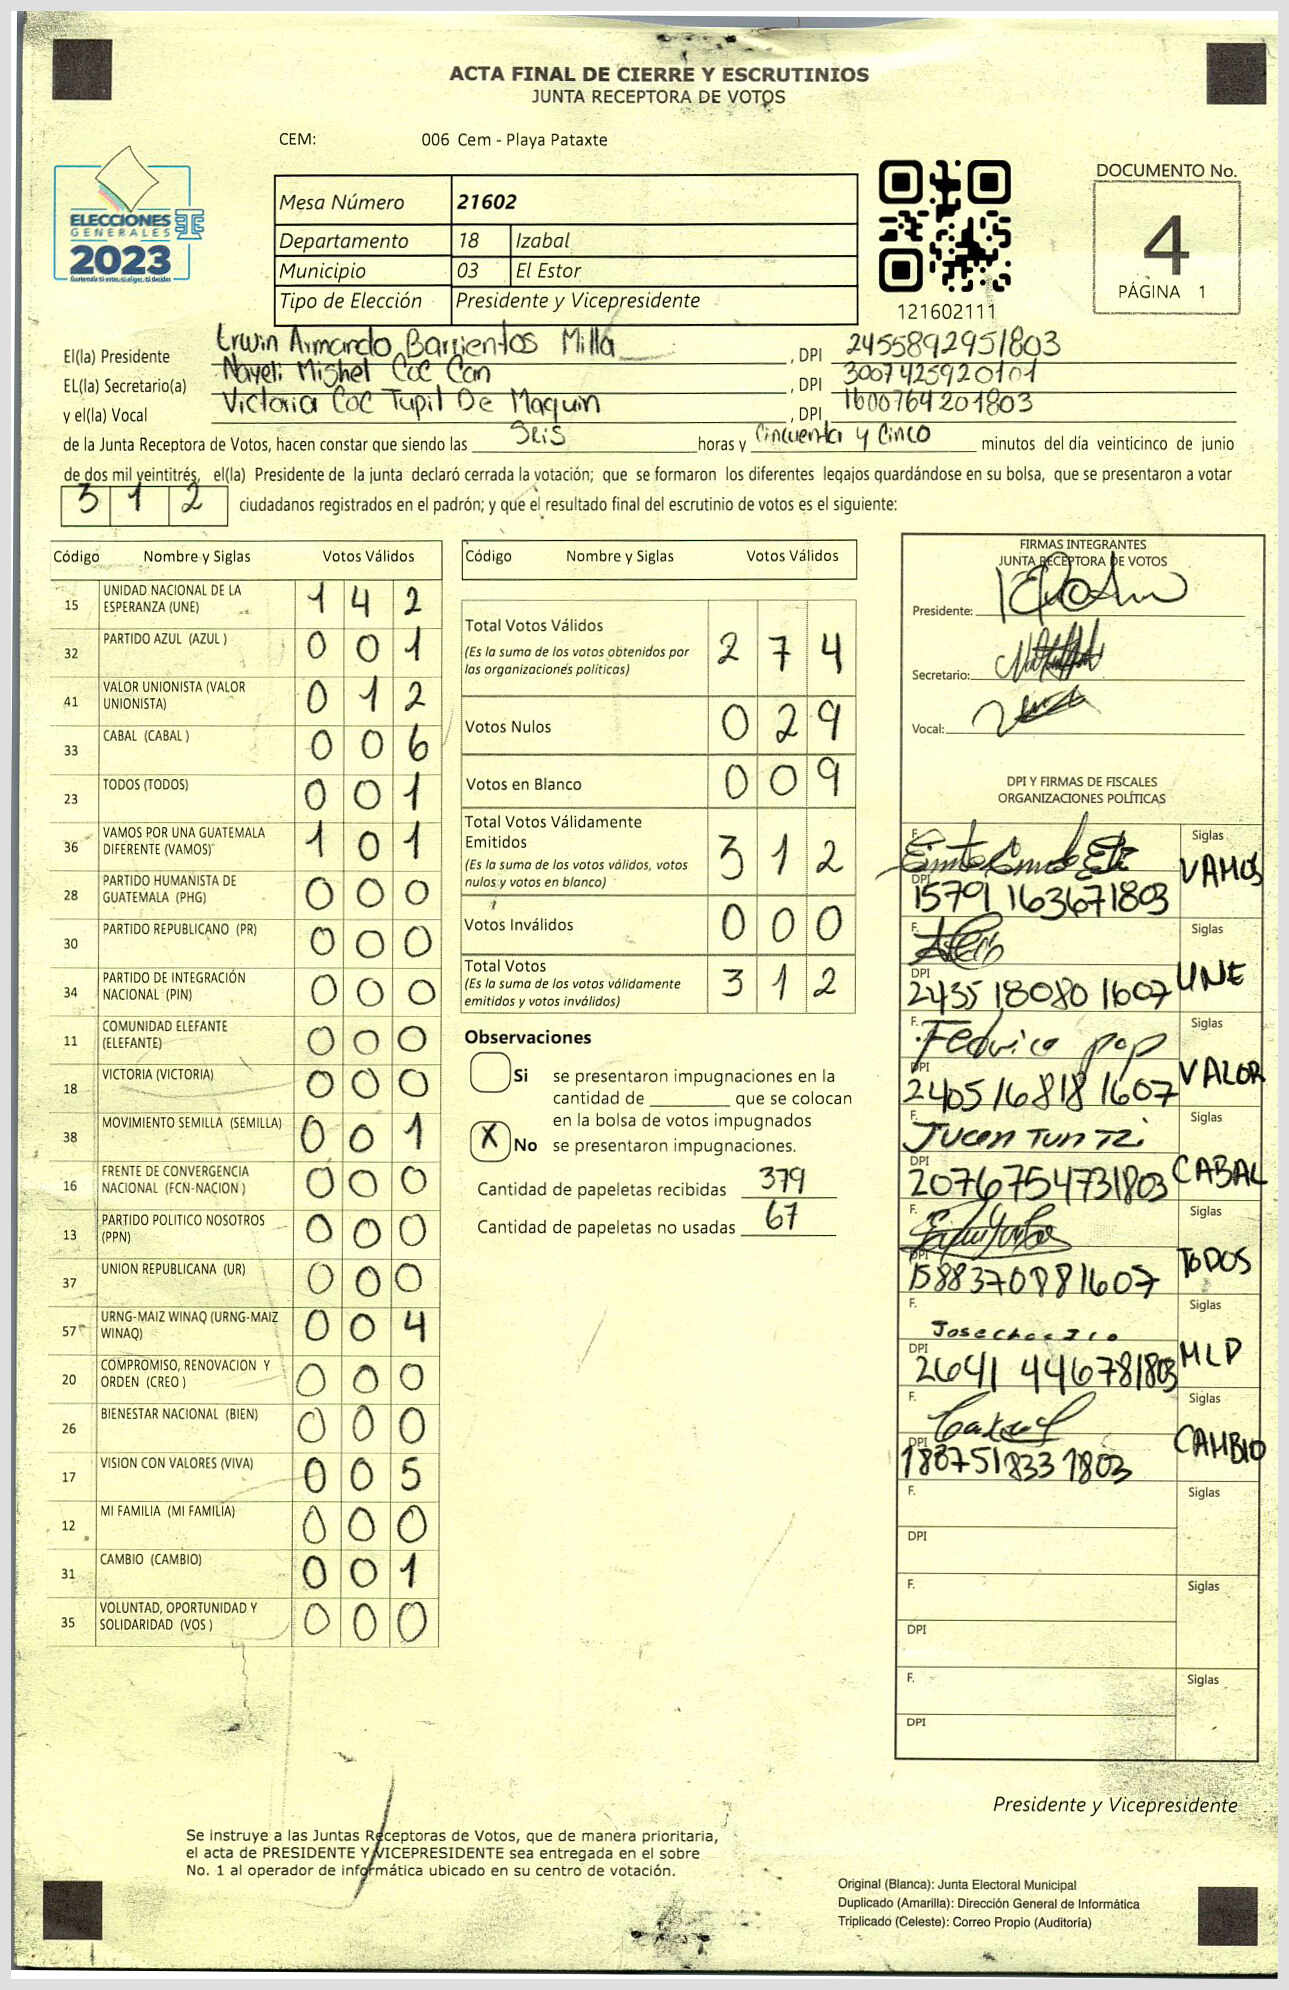 ACTA FINAL DE CIERRE Y ESCRUTINIOS
JUNTA RECEPTORA DE VOTOS
CEM: 006 Cem - Playa Pataxte
ELECCIONES
GENERALES
2023
Mesa Número 21602
Departamento 18 Izabal
Municipio 03 El Estor
Tipo de Elección Presidente y Vicepresidente
121602111
DOCUMENTO No.
4
PÁGINA 1
El(la) Presidente Erwin Armando Barrientos Milla, DPI 2455892951803
EL(la) Secretario(a) Nayeli Mishel Coc Can, DPI 3007425920101
y el(la) Vocal Victoria Coc Tupil De Maquin, DPI 1600764201803
de la Junta Receptora de Votos, hacen constar que siendo las Seis horas y cincuenta y cinco minutos del día veinticinco de junio
de dos mil veintitrés, el(la) Presidente de la junta declaró cerrada la votación; que se formaron los diferentes legajos quardándose en su bolsa, que se presentaron a votar
3 1 2 ciudadanos registrados en el padrón; y que el resultado final del escrutinio de votos es el siguiente:
Código Nombre y Siglas Votos Válidos
15 UNIDAD NACIONAL DE LA ESPERANZA (UNE) 1 4 2
32 PARTIDO AZUL (AZUL ) 0 0 1
41 VALOR UNIONISTA (VALOR UNIONISTA) 0 1 2
33 CABAL (CABAL ) 0 0 6
23 TODOS (TODOS) 0 0 1
36 VAMOS POR UNA GUATEMALA DIFERENTE (VAMOS) 1 0 1
28 PARTIDO HUMANISTA DE GUATEMALA (PHG) 0 0 0
30 PARTIDO REPUBLICANO (PR) 0 0 0
34 PARTIDO DE INTEGRACIÓN NACIONAL (PIN) 0 0 0
11 COMUNIDAD ELEFANTE (ELEFANTE) 0 0 0
18 VICTORIA (VICTORIA) 0 0 0
38 MOVIMIENTO SEMILLA (SEMILLA) 0 0 1
16 FRENTE DE CONVERGENCIA NACIONAL (FCN-NACION ) 0 0 0
13 PARTIDO POLITICO NOSOTROS (PPN) 0 0 0
37 UNION REPUBLICANA (UR) 0 0 0
57 URNG-MAIZ WINAQ (URNG-MAIZ WINAQ) 0 0 4
20 COMPROMISO, RENOVACION Y ORDEN (CREO ) 0 0 0
26 BIENESTAR NACIONAL (BIEN) 0 0 0
17 VISION CON VALORES (VIVA) 0 0 5
12 MI FAMILIA (MI FAMILIA) 0 0 0
31 CAMBIO (CAMBIO) 0 0 1
35 VOLUNTAD, OPORTUNIDAD Y SOLIDARIDAD (VOS ) 0 0 0
Código Nombre y Siglas Votos Válidos
Total Votos Válidos 2 7 4
(Es la suma de los votos obtenidos por
las organizaciones políticas)
Votos Nulos 0 2 9
Votos en Blanco 0 0 9
Total Votos Válidamente
Emitidos 3 1 2
(Es la suma de los votos válidos, votos
nulos y votos en blanco)
Votos Inválidos 0 0 0
Total Votos 3 1 2
(Es la suma de los votos válidamente
emitidos y votos inválidos)
Observaciones
Si se presentaron impugnaciones en la
cantidad de ________ que se colocan
en la bolsa de votos impugnados
X No se presentaron impugnaciones.
Cantidad de papeletas recibidas 379
Cantidad de papeletas no usadas 67
FIRMAS INTEGRANTES
JUNTA RECEPTORA DE VOTOS
Presidente:
Secretario:
Vocal:
DPI Y FIRMAS DE FISCALES
ORGANIZACIONES POLÍTICAS
F. Siglas VAMOS
DPI 15791163671803
F. Siglas UNE
DPI 2435 18080 1607
F. Federico pop Siglas VALOR
DPI 2405168181607
F. Juan Tun Tzi Siglas CABAL
DPI 2076754731803
F. Siglas TODOS
DPI 1588370881607
F. Siglas MLP
DPI 2641 446781803
F. Siglas CAMBIO
DPI 1887518331803
F. Siglas
DPI
F. Siglas
DPI
F. Siglas
DPI
Presidente y Vicepresidente
Se instruye a las Juntas Receptoras de Votos, que de manera prioritaria,
el acta de PRESIDENTE Y VICEPRESIDENTE sea entregada en el sobre
No. 1 al operador de informática ubicado en su centro de votación.
Original (Blanca): Junta Electoral Municipal
Duplicado (Amarilla): Dirección General de Informática
Triplicado (Celeste): Correo Propio (Auditoría)